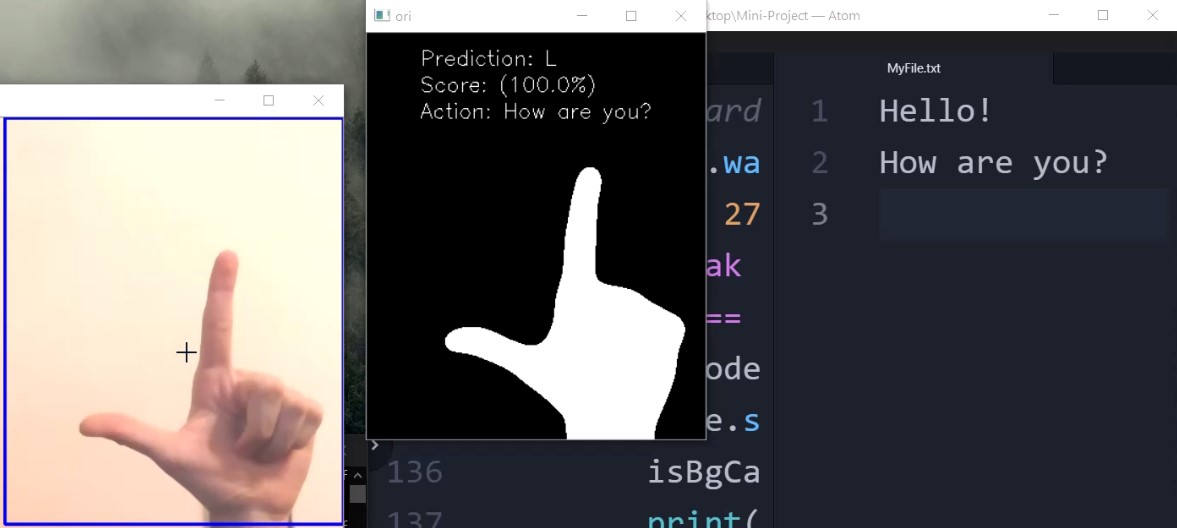 ori
Prediction: L
Score: (100.0%)
Action: How are you?
ktop\Mini-Project — Atom
MyFile.txt
ard
.wa
27
ak
==
ode
e.s
136 isBgCa
137 print(
1 Hello!
2 How are you?
3